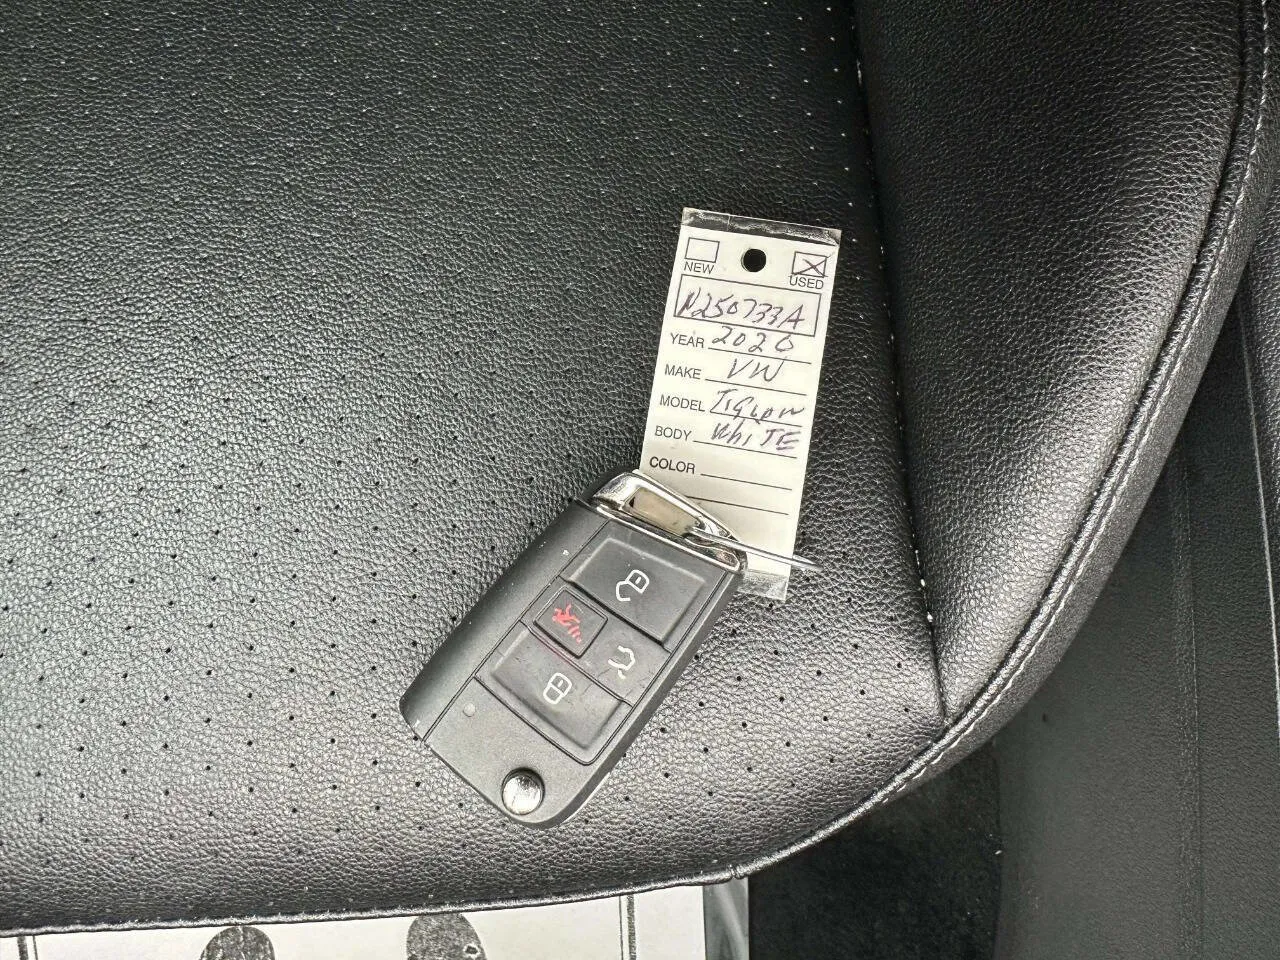 NEW
USED
N250733A
YEAR 2020
MAKE VW
MODEL TIGUAN
BODY WhiTE
COLOR